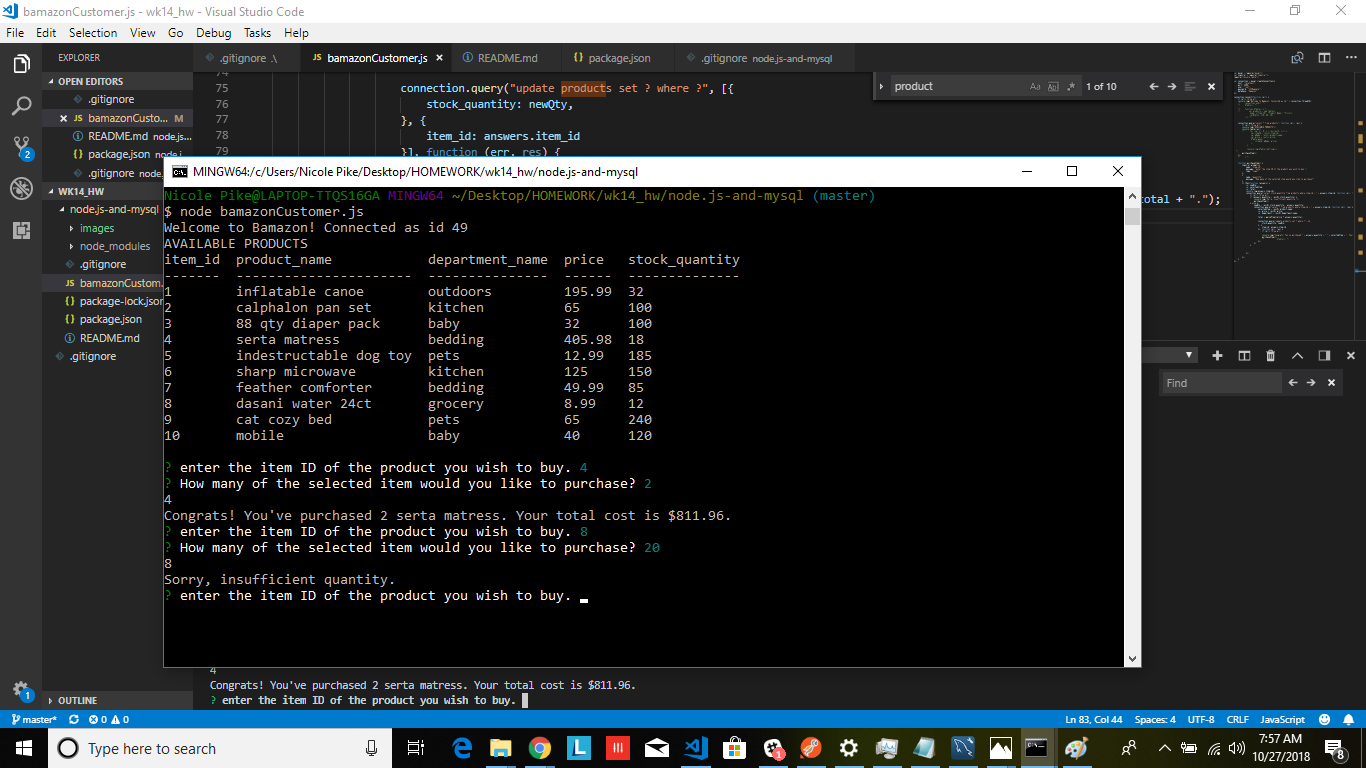 bamazonCustomer.js - wk14_hw - Visual Studio Code
File Edit Selection View Go Debug Tasks Help
EXPLORER
.gitignore .\ bamazonCustomer.js README.md package.json .gitignore node.js-and-mysql
OPEN EDITORS
.gitignore
bamazonCusto... M
README.md node.js...
package.json node.j...
.gitignore node.js...
WK14_HW
node.js-and-mysql
images
node_modules
.gitignore
bamazonCustom
package-lock.json
package.json
README.md
.gitignore
OUTLINE
74
75 connection.query("update products set ? where ?", [{
76 stock_quantity: newQty,
77 }, {
78 item_id: answers.item_id
79 }], function (err, res) {
product Aa Ab| .* 1 of 10
otal + ".");
Find
MINGW64:/c/Users/Nicole Pike/Desktop/HOMEWORK/wk14_hw/node.js-and-mysql
Nicole Pike@LAPTOP-TTQS16GA MINGW64 ~/Desktop/HOMEWORK/wk14_hw/node.js-and-mysql (master)
$ node bamazonCustomer.js
Welcome to Bamazon! Connected as id 49
AVAILABLE PRODUCTS
item_id product_name department_name price stock_quantity
------- ---------------------- --------------- ------ --------------
1 inflatable canoe outdoors 195.99 32
2 calphalon pan set kitchen 65 100
3 88 qty diaper pack baby 32 100
4 serta matress bedding 405.98 18
5 indestructable dog toy pets 12.99 185
6 sharp microwave kitchen 125 150
7 feather comforter bedding 49.99 85
8 dasani water 24ct grocery 8.99 12
9 cat cozy bed pets 65 240
10 mobile baby 40 120
? enter the item ID of the product you wish to buy. 4
? How many of the selected item would you like to purchase? 2
4
Congrats! You've purchased 2 serta matress. Your total cost is $811.96.
? enter the item ID of the product you wish to buy. 8
? How many of the selected item would you like to purchase? 20
8
Sorry, insufficient quantity.
? enter the item ID of the product you wish to buy.
4
Congrats! You've purchased 2 serta matress. Your total cost is $811.96.
? enter the item ID of the product you wish to buy.
master* 0 0 Ln 83, Col 44 Spaces: 4 UTF-8 CRLF JavaScript
Type here to search
7:57 AM
10/27/2018
8